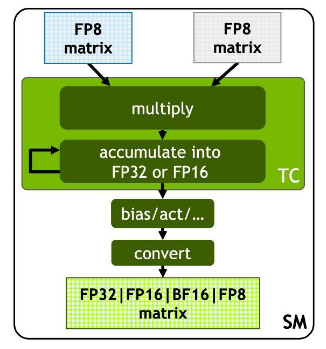 FP8
matrix
FP8
matrix
multiply
accumulate into
FP32 or FP16
TC
bias/act/...
convert
FP32|FP16|BF16|FP8
matrix
SM